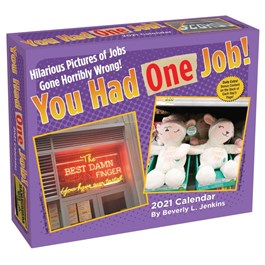 Hilarious Pictures of Jobs
Gone Horribly Wrong!
You Had One Job!
The
BEST DAMN
FINGER
2021 Calendar
By Beverly L. Jenkins